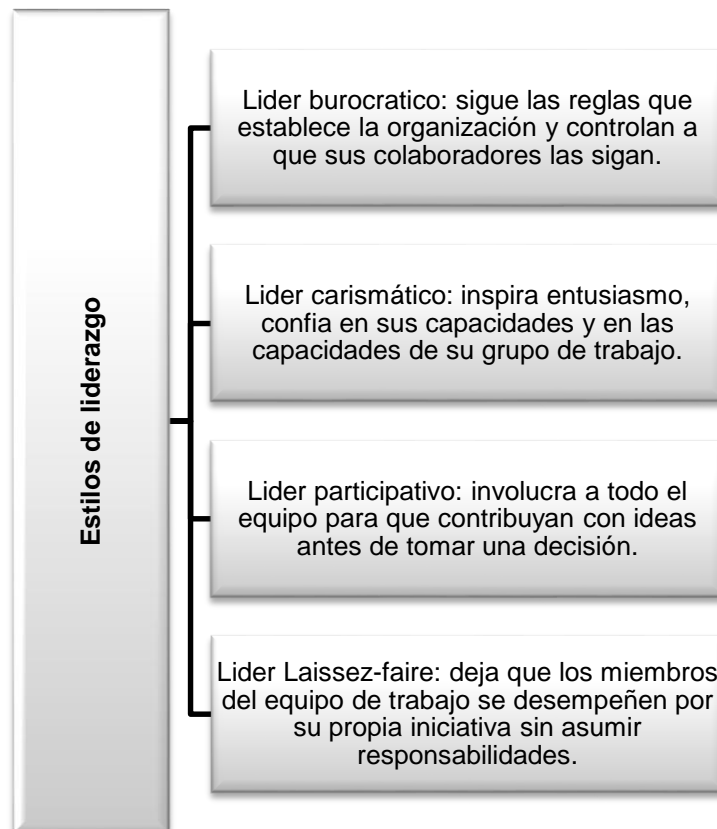 Estilos de liderazgo
Lider burocratico: sigue las reglas que
establece la organización y controlan a
que sus colaboradores las sigan.
Lider carismático: inspira entusiasmo,
confia en sus capacidades y en las
capacidades de su grupo de trabajo.
Lider participativo: involucra a todo el
equipo para que contribuyan con ideas
antes de tomar una decisión.
Lider Laissez-faire: deja que los miembros
del equipo de trabajo se desempeñen por
su propia iniciativa sin asumir
responsabilidades.